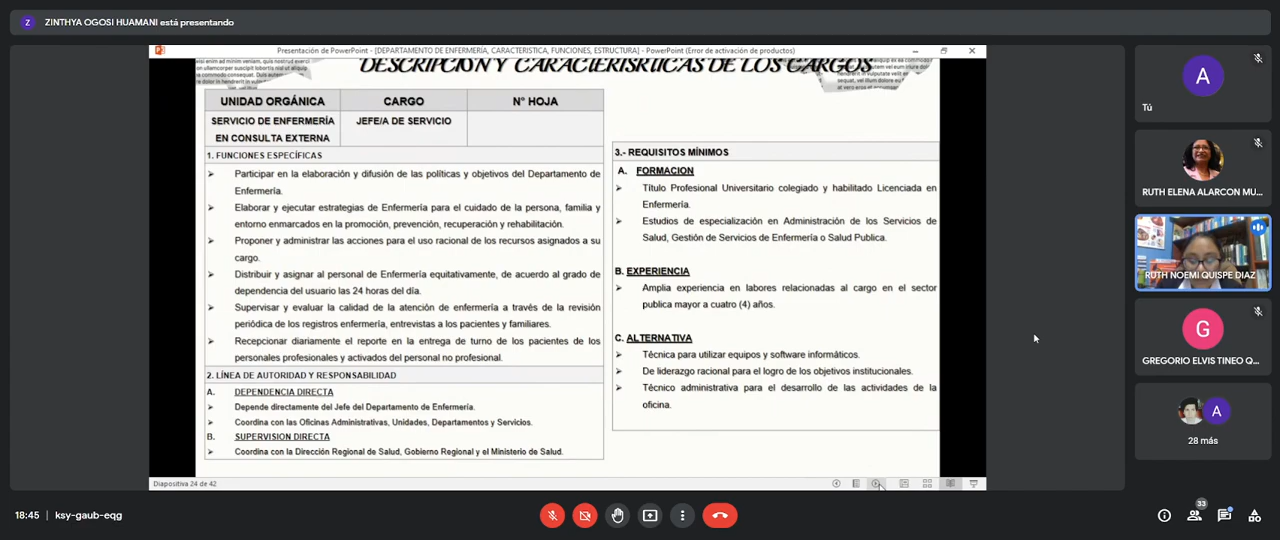 Z ZINTHYA OGOSI HUAMANI está presentando
Presentación de PowerPoint - [DEPARTAMENTO DE ENFERMERÍA, CARACTERISTICA, FUNCIONES, ESTRUCTURA] - PowerPoint (Error de activación de productos)
DESCRIPCIÓN Y CARACTERISRTICAS DE LOS CARGOS
UNIDAD ORGÁNICA CARGO N° HOJA
SERVICIO DE ENFERMERÍA JEFE/A DE SERVICIO
EN CONSULTA EXTERNA
1. FUNCIONES ESPECÍFICAS
Participar en la elaboración y difusión de las políticas y objetivos del Departamento de
Enfermería.
Elaborar y ejecutar estrategias de Enfermería para el cuidado de la persona, familia y
entorno enmarcados en la promoción, prevención, recuperación y rehabilitación.
Proponer y administrar las acciones para el uso racional de los recursos asignados a su
cargo.
Distribuir y asignar al personal de Enfermería equitativamente, de acuerdo al grado de
dependencia del usuario las 24 horas del día.
Supervisar y evaluar la calidad de la atención de enfermería a través de la revisión
periódica de los registros enfermería, entrevistas a los pacientes y familiares.
Recepcionar diariamente el reporte en la entrega de turno de los pacientes de los
personales profesionales y activados del personal no profesional.
2. LÍNEA DE AUTORIDAD Y RESPONSABILIDAD
A. DEPENDENCIA DIRECTA
Depende directamente del Jefe del Departamento de Enfermería.
Coordina con las Oficinas Administrativas, Unidades, Departamentos y Servicios.
B. SUPERVISION DIRECTA
Coordina con la Dirección Regional de Salud, Gobierno Regional y el Ministerio de Salud.
3.- REQUISITOS MÍNIMOS
A. FORMACION
Título Profesional Universitario colegiado y habilitado Licenciada en
Enfermería.
Estudios de especialización en Administración de los Servicios de
Salud, Gestión de Servicios de Enfermería o Salud Publica.
B. EXPERIENCIA
Amplia experiencia en labores relacionadas al cargo en el sector
publica mayor a cuatro (4) años.
C. ALTERNATIVA
Técnica para utilizar equipos y software informáticos.
De liderazgo racional para el logro de los objetivos institucionales.
Técnico administrativa para el desarrollo de las actividades de la
oficina.
Diapositiva 24 de 42
A
Tú
RUTH ELENA ALARCON MU...
RUTH NOEMI QUISPE DIAZ
G
GREGORIO ELVIS TINEO Q...
A
28 más
18:45 | ksy-gaub-eqg
33